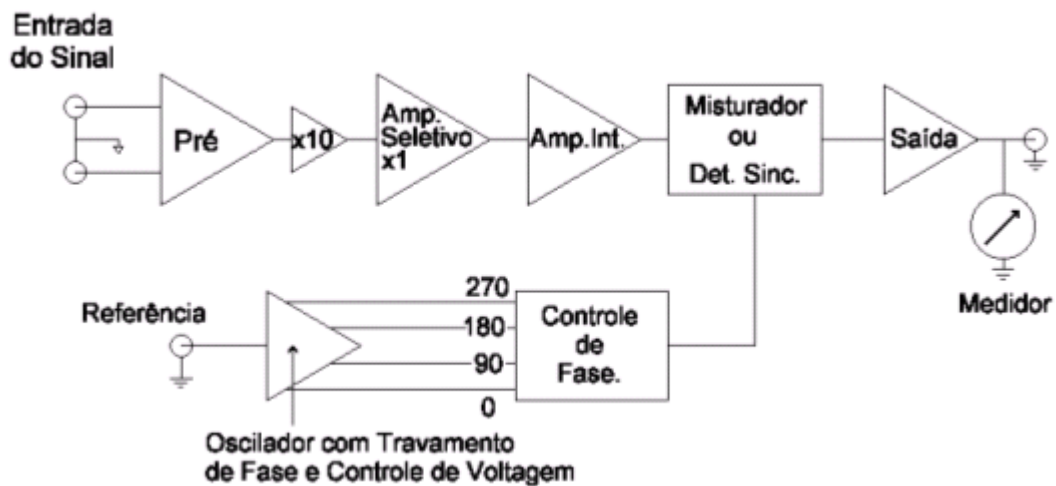 Entrada
do Sinal
Pré
x10
Amp.
Seletivo
x1
Amp.Int.
Misturador
ou
Det. Sinc.
Saída
Medidor
Referência
270
180
90
0
Controle
de
Fase.
Oscilador com Travamento
de Fase e Controle de Voltagem